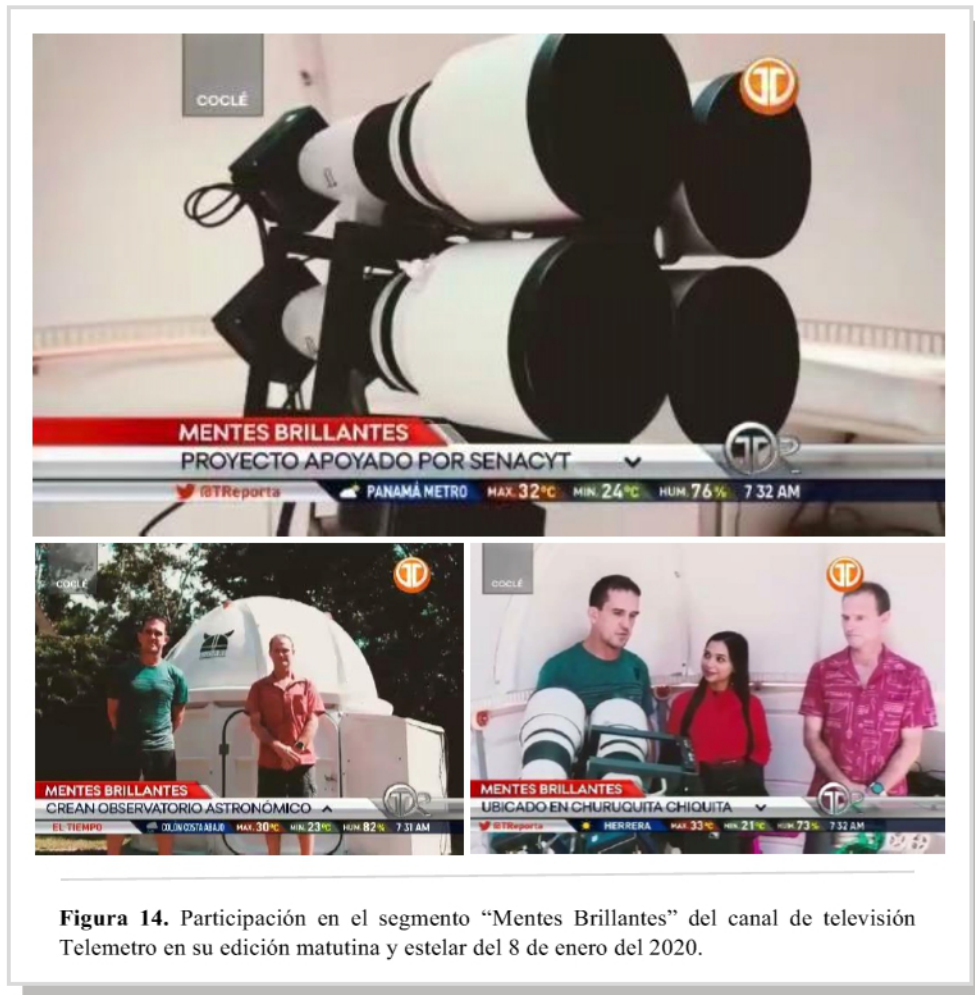 COCLÉ
MENTES BRILLANTES
PROYECTO APOYADO POR SENACYT
@TReporta PANAMÁ METRO MAX. 32°C MIN. 24°C HUM. 76% 7 32 AM
COCLÉ
MENTES BRILLANTES
CREAN OBSERVATORIO ASTRONÓMICO
EL TIEMPO COLÓN COSTA ABAJO MAX. 30°C MIN. 23°C HUM. 82% 7 31 AM
COCLÉ
MENTES BRILLANTES
UBICADO EN CHURUQUITA CHIQUITA
@TReporta HERRERA MAX. 33°C MIN. 21°C HUM. 73% 7 32 AM
Figura 14. Participación en el segmento “Mentes Brillantes” del canal de televisión
Telemetro en su edición matutina y estelar del 8 de enero del 2020.